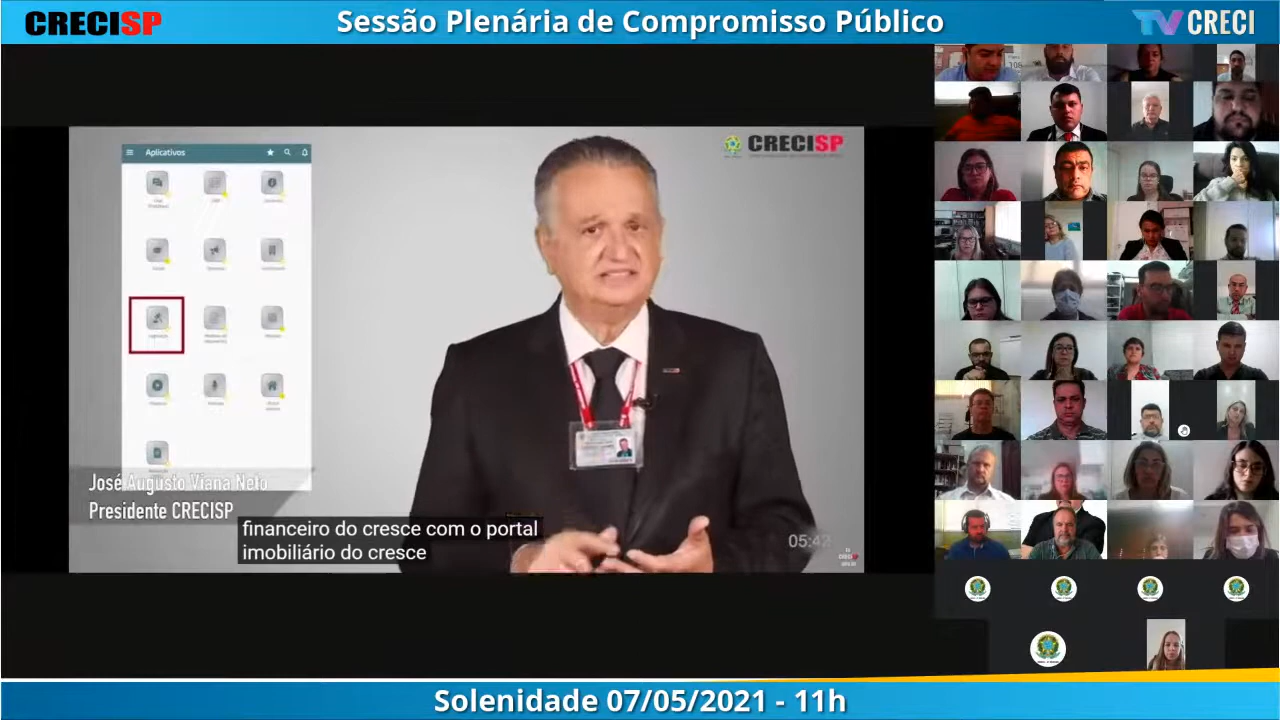 CRECISP
Sessão Plenária de Compromisso Público
TV CRECI
Aplicativos
CRECISP
José Augusto Viana Neto
Presidente CRECISP
financeiro do cresce com o portal
imobiliário do cresce
05:42
Solenidade 07/05/2021 - 11h